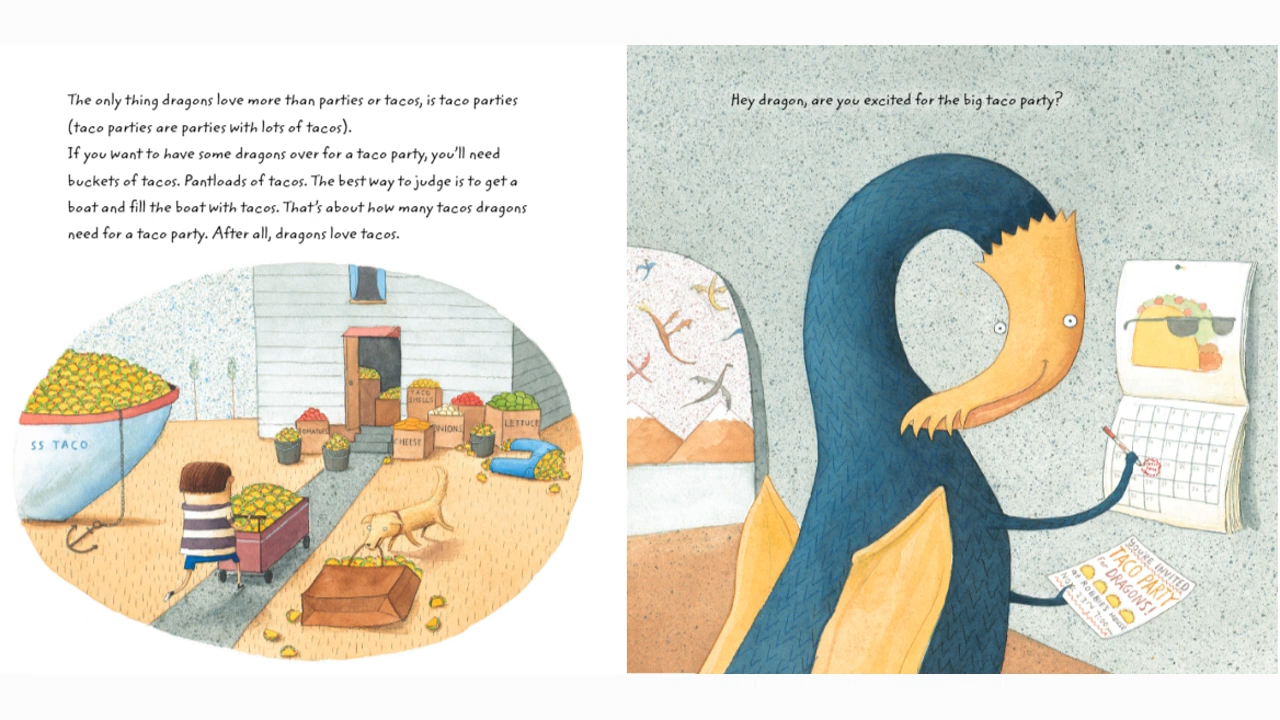 The only thing dragons love more than parties or tacos, is taco parties
(taco parties are parties with lots of tacos).
If you want to have some dragons over for a taco party, you'll need
buckets of tacos. Pantloads of tacos. The best way to judge is to get a
boat and fill the boat with tacos. That's about how many tacos dragons
need for a taco party. After all, dragons love tacos.
SS TACO
TACO
SHELLS
TOMATOES
CHEESE
ONIONS
LETTUCE
Hey dragon, are you excited for the big taco party?
YOU'RE INVITED
TACO PARTY
for DRAGONS!